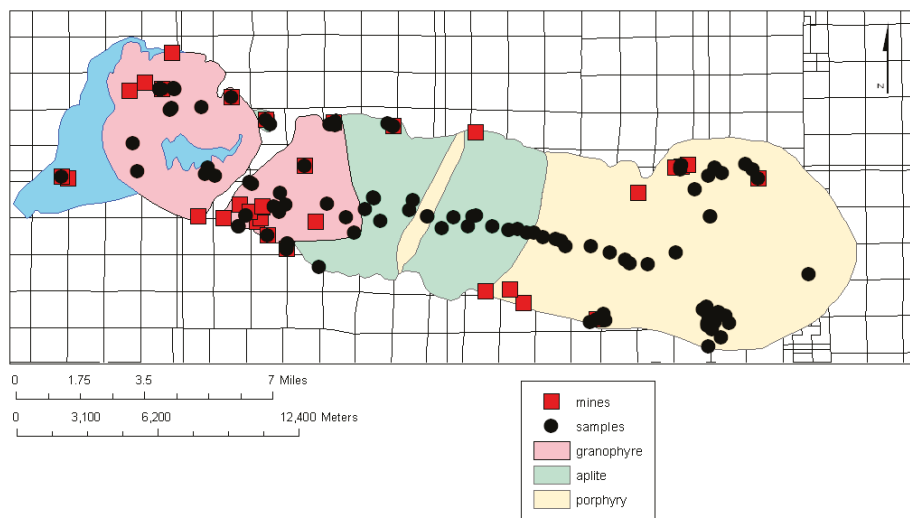 N
0 1.75 3.5 7 Miles
0 3,100 6,200 12,400 Meters
mines
samples
granophyre
aplite
porphyry